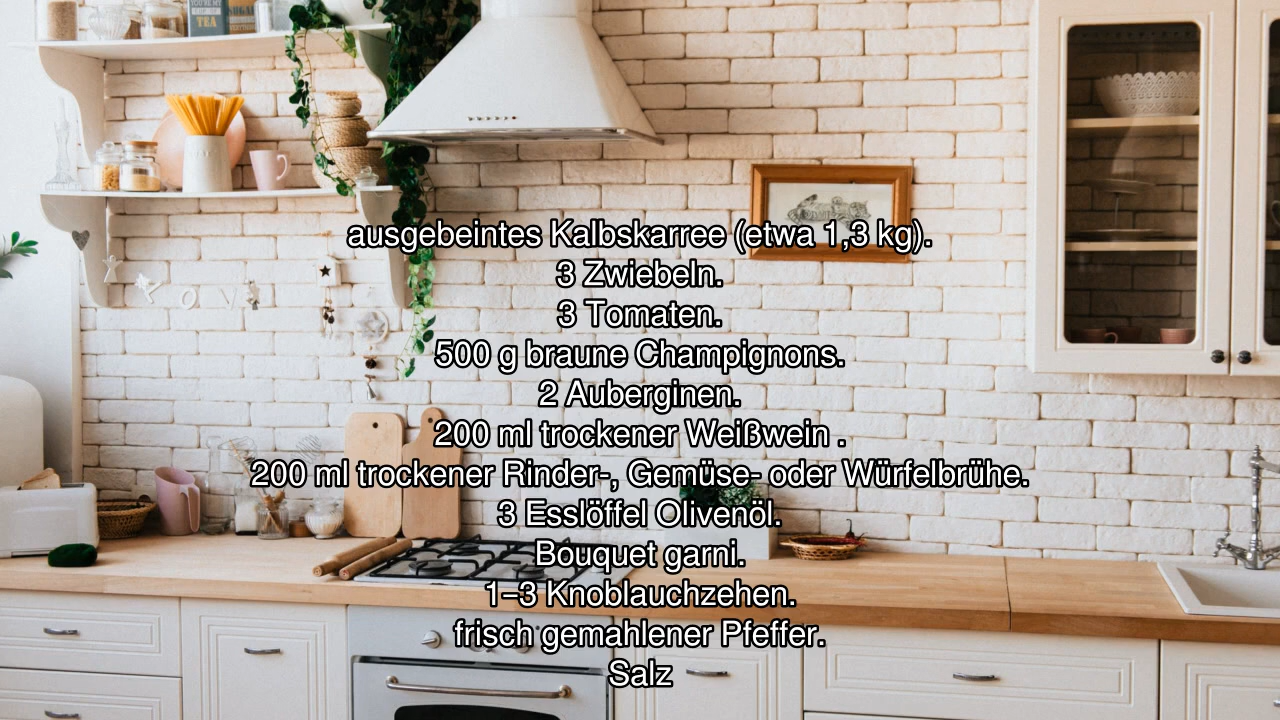 TEA
ausgebeintes Kalbskarree (etwa 1,3 kg).
3 Zwiebeln.
3 Tomaten.
500 g braune Champignons.
2 Auberginen.
200 ml trockener Weißwein .
200 ml trockener Rinder-, Gemüse- oder Würfelbrühe.
3 Esslöffel Olivenöl.
Bouquet garni.
1–3 Knoblauchzehen.
frisch gemahlener Pfeffer.
Salz